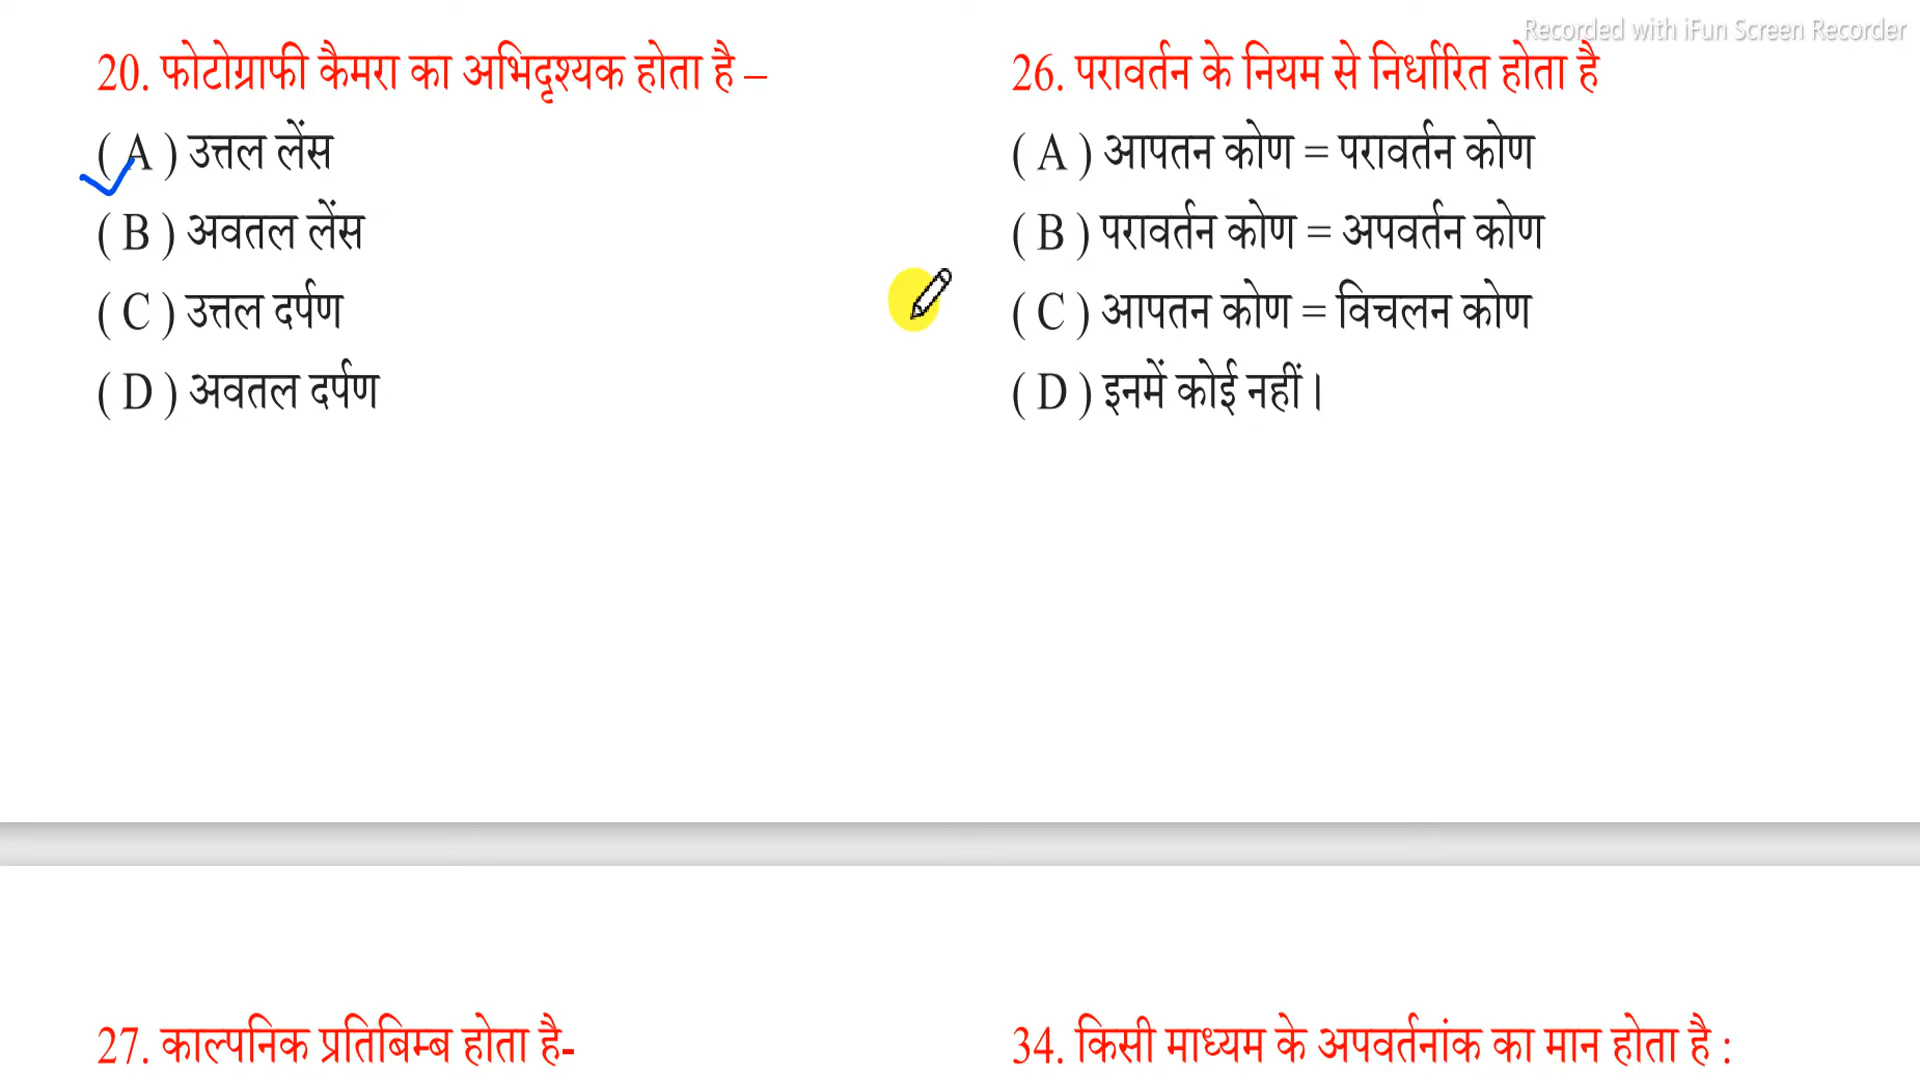 Recorded with iFun Screen Recorder
20. फोटोग्राफी कैमरा का अभिदृश्यक होता है –
( A ) उत्तल लेंस
( B ) अवतल लेंस
( C ) उत्तल दर्पण
( D ) अवतल दर्पण
26. परावर्तन के नियम से निर्धारित होता है
( A ) आपतन कोण = परावर्तन कोण
( B ) परावर्तन कोण = अपवर्तन कोण
( C ) आपतन कोण = विचलन कोण
( D ) इनमें कोई नहीं।
27. काल्पनिक प्रतिबिम्ब होता है-
34. किसी माध्यम के अपवर्तनांक का मान होता है :